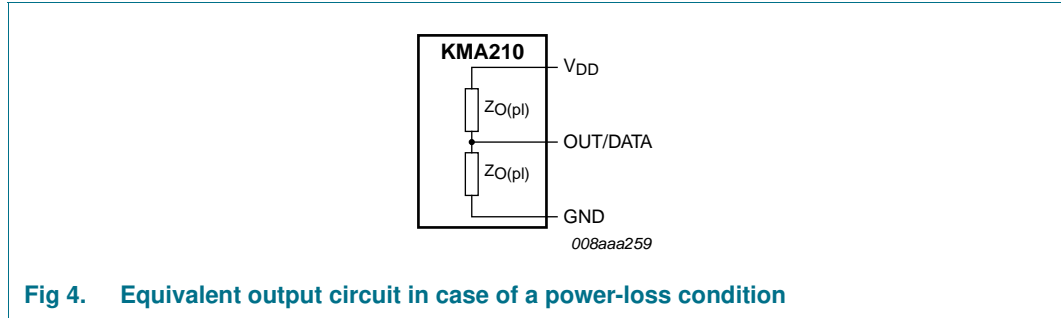 KMA210
VDD
ZO(pl)
OUT/DATA
ZO(pl)
GND
008aaa259
Fig 4. Equivalent output circuit in case of a power-loss condition